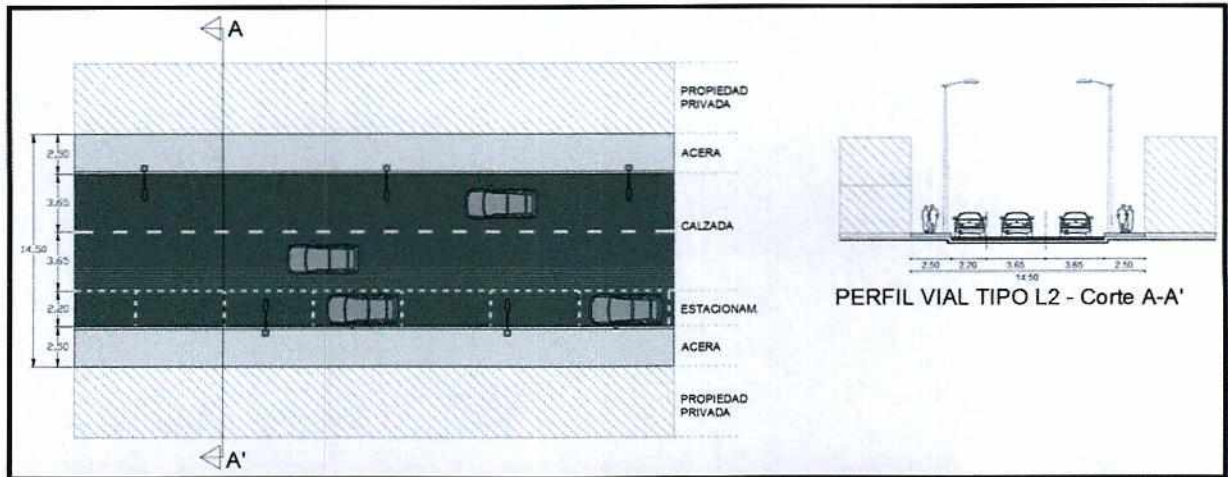 A
PROPIEDAD
PRIVADA
2.50
ACERA
3.65
CALZADA
14.50
3.65
2.20
ESTACIONAM.
2.50
ACERA
PROPIEDAD
PRIVADA
A'
2.50 2.20 3.65 3.65 2.50
14.50
PERFIL VIAL TIPO L2 - Corte A-A'